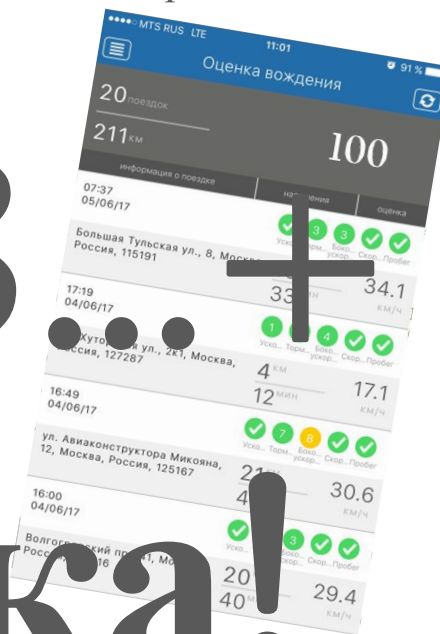 MTS RUS LTE 11:01 91 %
Оценка вождения
20 поездок
211 км
100
информация о поездке оценка
07:37
05/06/17
3 3
Уско... Торм... Боко... ускор... Скор... Пробег
Большая Тульская ул., 8,
Россия, 115191
34.1
км/ч
+
17:19
04/06/17
1 4
Уско... Торм... Боко... ускор... Скор... Пробег
ул., 2к1, Москва,
Россия, 127287
4 км
12 мин
17.1
км/ч
...
16:49
04/06/17
7 8
Уско... Торм... Боко... ускор... Скор... Пробег
ул. Авиаконструктора Микояна,
12, Москва, Россия, 125167
30.6
км/ч
16:00
04/06/17
3
Скор... Пробег
20
40
29.4
км/ч
ка!